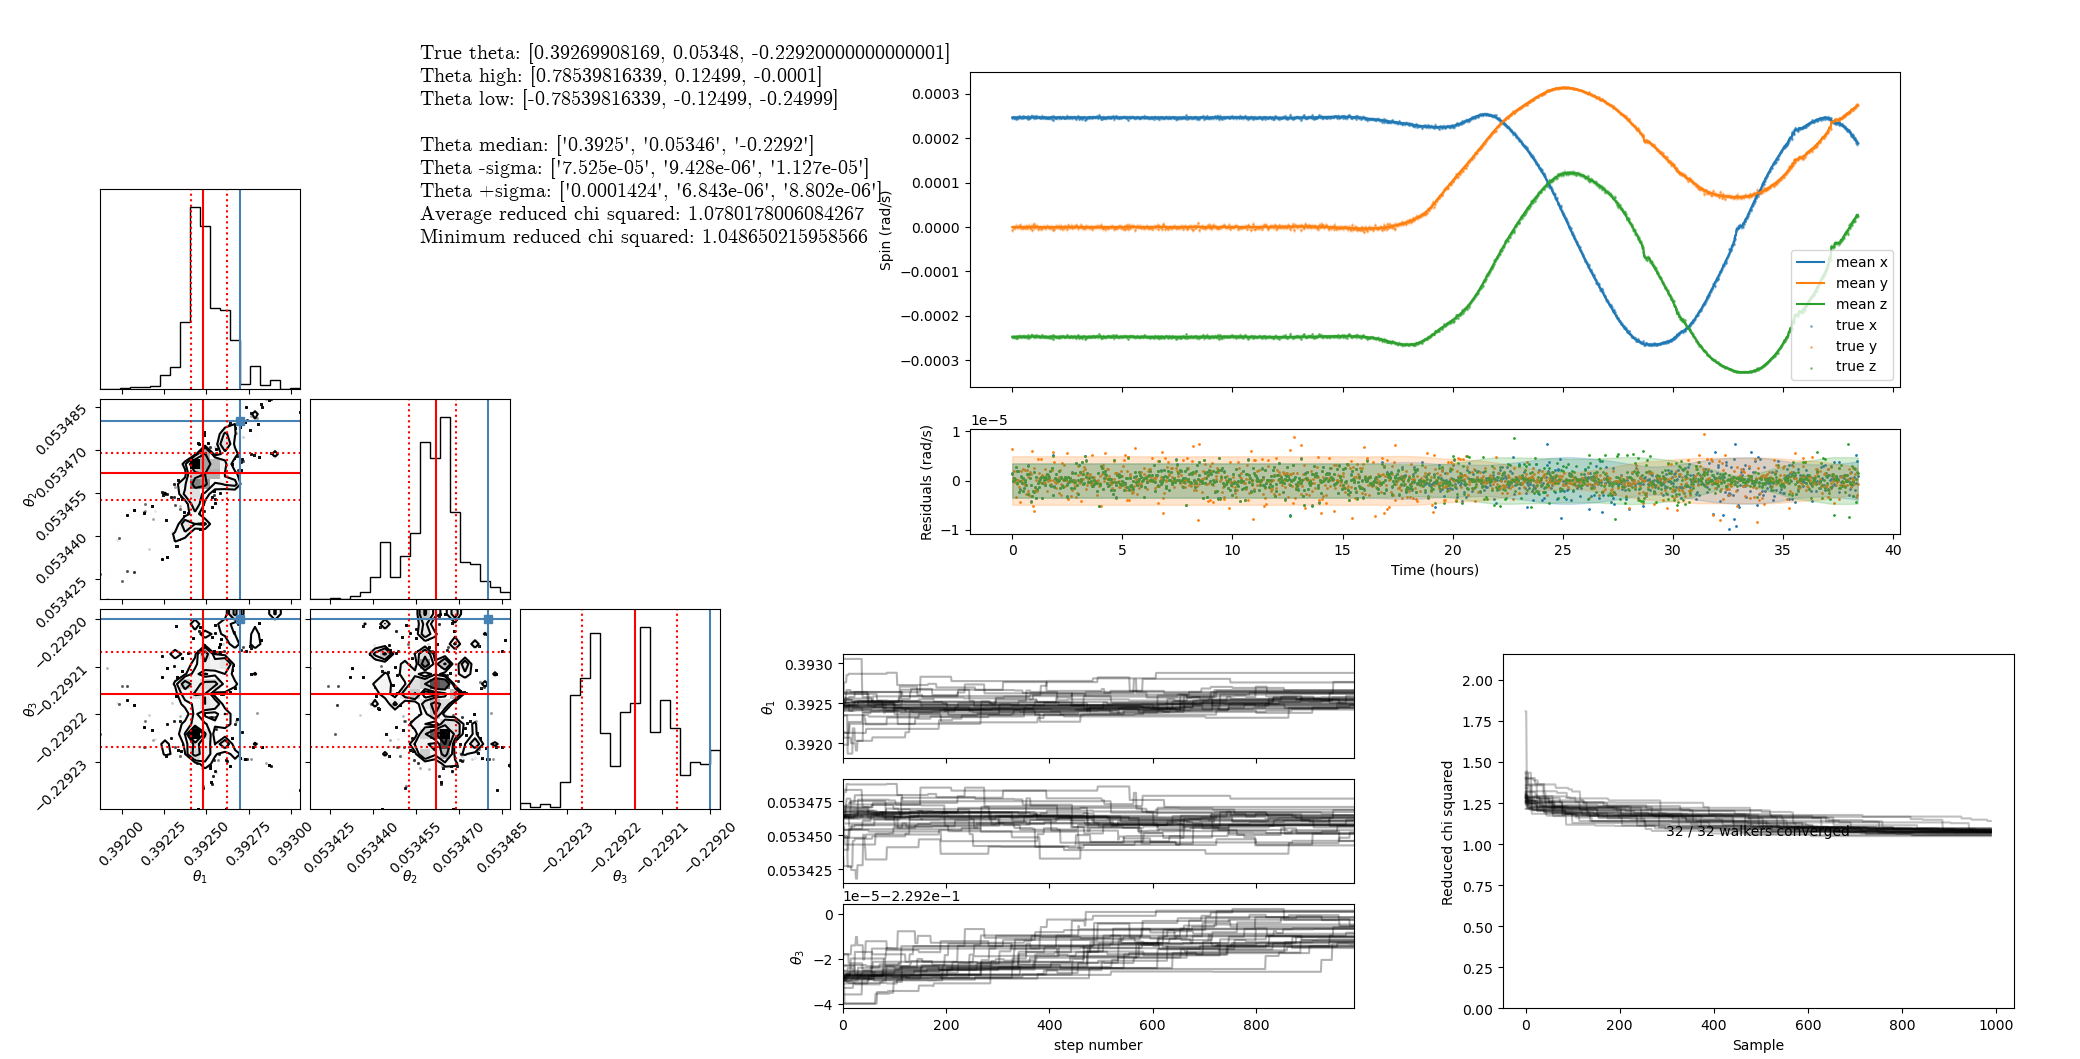 True theta: [0.39269908169, 0.05348, -0.22920000000000001]
Theta high: [0.78539816339, 0.12499, -0.0001]
Theta low: [-0.78539816339, -0.12499, -0.24999]
Theta median: ['0.3925', '0.05346', '-0.2292']
Theta -sigma: ['7.525e-05', '9.428e-06', '1.127e-05']
Theta +sigma: ['0.0001424', '6.843e-06', '8.802e-06']
Average reduced chi squared: 1.0780178006084267
Minimum reduced chi squared: 1.048650215958566
Spin (rad/s)
0.0003
0.0002
0.0001
0.0000
−0.0001
−0.0002
−0.0003
mean x
mean y
mean z
true x
true y
true z
1e−5
Residuals (rad/s)
1
0
−1
0 5 10 15 20 25 30 35 40
Time (hours)
θ2
0.053485
0.053470
0.053455
0.053440
0.053425
θ3
−0.22920
−0.22921
−0.22922
−0.22923
0.39200 0.39225 0.39250 0.39275 0.39300
θ1
0.053425 0.053440 0.053455 0.053470 0.053485
θ2
−0.22923 −0.22922 −0.22921 −0.22920
θ3
θ1
0.3930
0.3925
0.3920
0.053475
0.053450
0.053425
1e−5−2.292e−1
θ3
0
−2
−4
0 200 400 600 800
step number
Reduced chi squared
2.00
1.75
1.50
1.25
1.00
0.75
0.50
0.25
0.00
32 / 32 walkers converged
0 200 400 600 800 1000
Sample